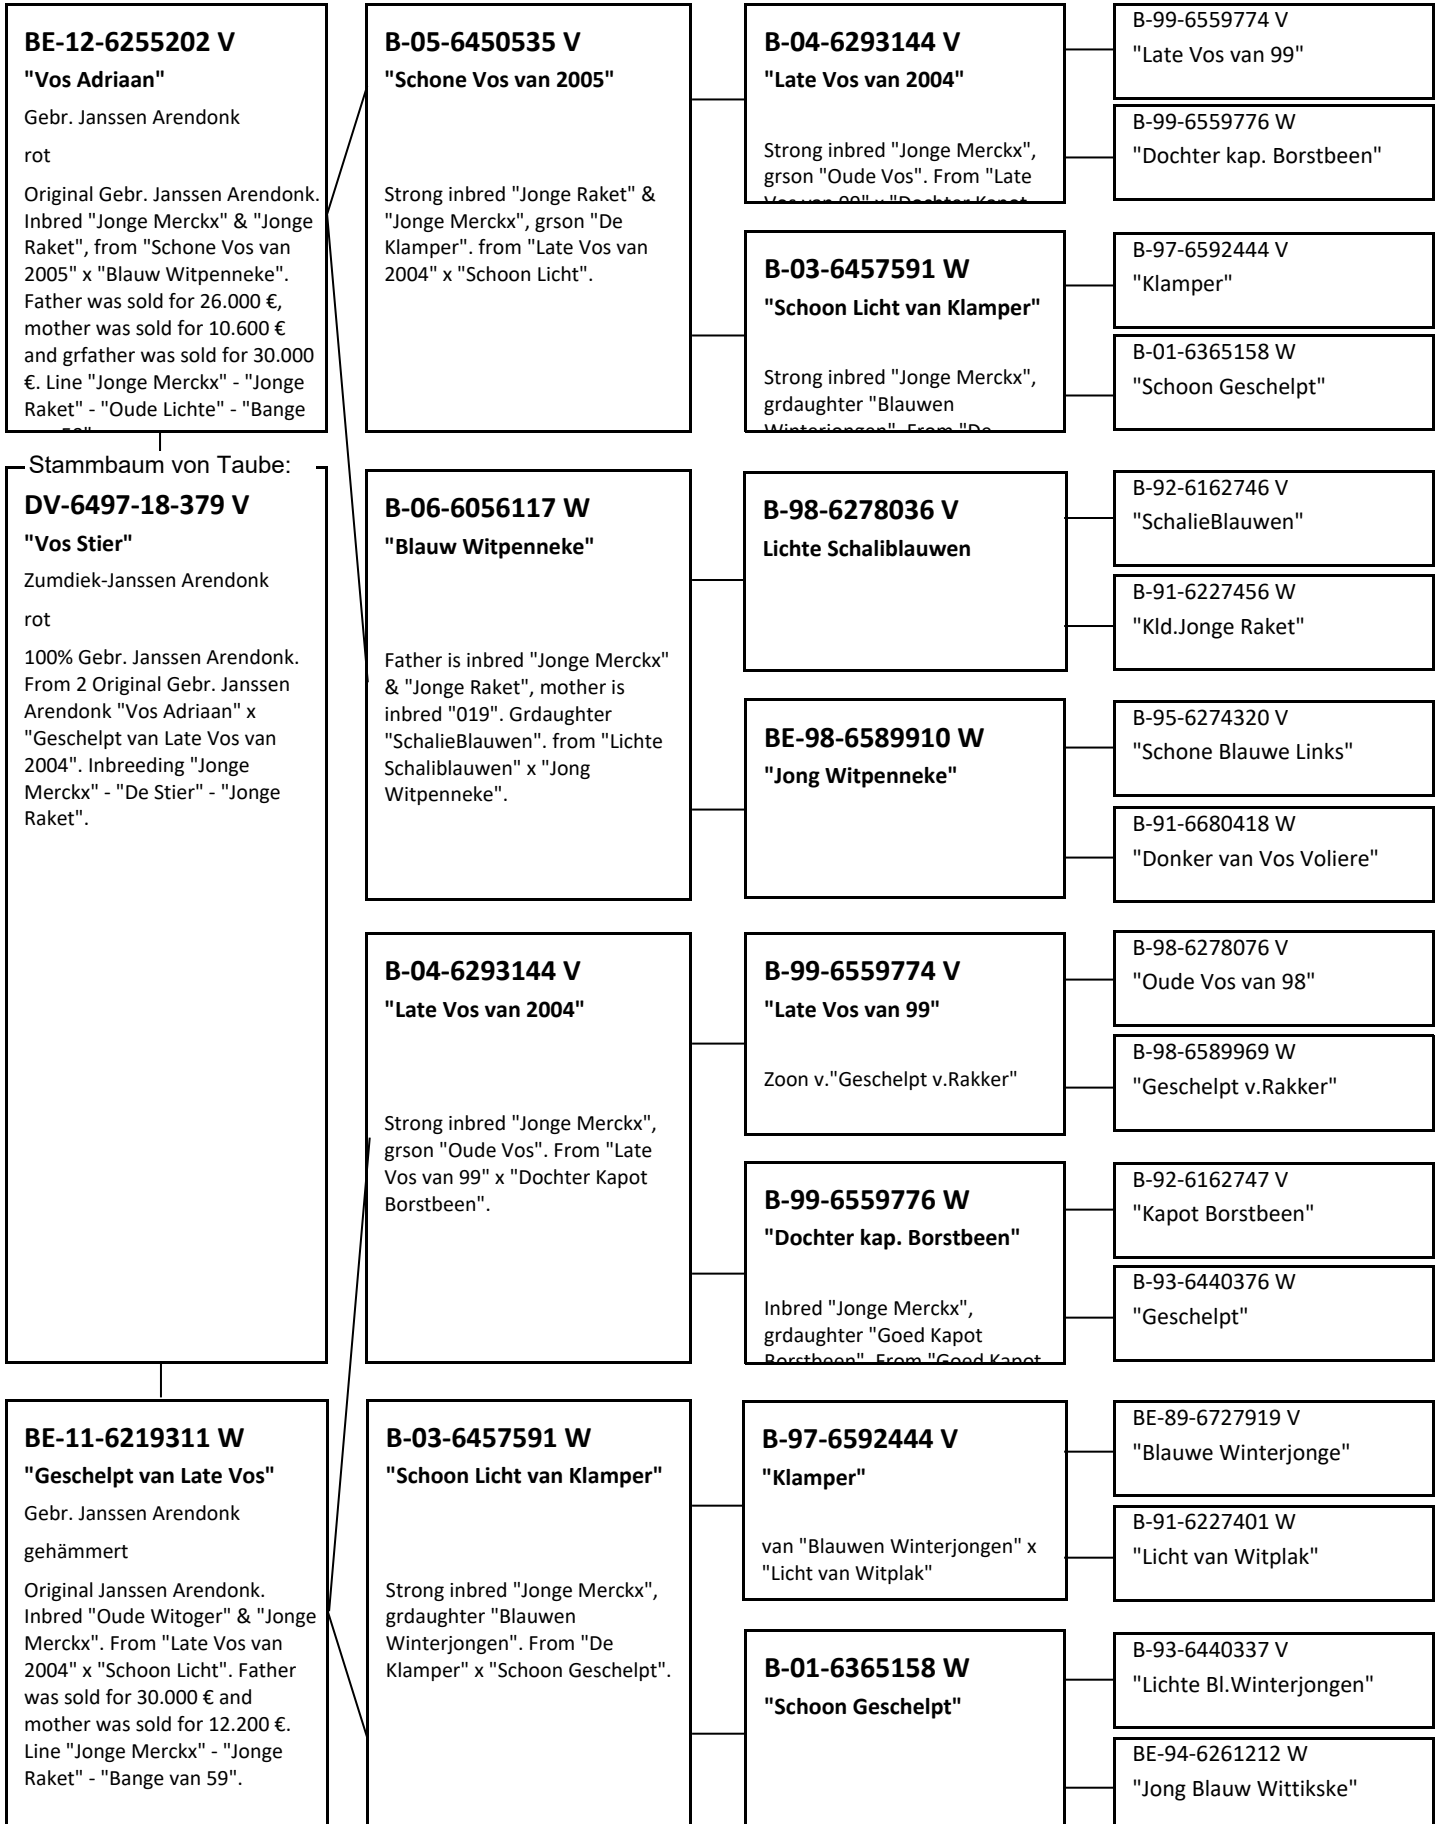 BE-12-6255202 V
"Vos Adriaan"
Gebr. Janssen Arendonk
rot
Original Gebr. Janssen Arendonk.
Inbred "Jonge Merckx" & "Jonge
Raket", from "Schone Vos van
2005" x "Blauw Witpenneke".
Father was sold for 26.000 €,
mother was sold for 10.600 €
and grfather was sold for 30.000
€. Line "Jonge Merckx" - "Jonge
Raket" - "Oude Lichte" - "Bange
Stammbaum von Taube:
DV-6497-18-379 V
"Vos Stier"
Zumdiek-Janssen Arendonk
rot
100% Gebr. Janssen Arendonk.
From 2 Original Gebr. Janssen
Arendonk "Vos Adriaan" x
"Geschelpt van Late Vos van
2004". Inbreeding "Jonge
Merckx" - "De Stier" - "Jonge
Raket".
BE-11-6219311 W
"Geschelpt van Late Vos"
Gebr. Janssen Arendonk
gehämmert
Original Janssen Arendonk.
Inbred "Oude Witoger" & "Jonge
Merckx". From "Late Vos van
2004" x "Schoon Licht". Father
was sold for 30.000 € and
mother was sold for 12.200 €.
Line "Jonge Merckx" - "Jonge
Raket" - "Bange van 59".
B-05-6450535 V
"Schone Vos van 2005"
Strong inbred "Jonge Raket" &
"Jonge Merckx", grson "De
Klamper". from "Late Vos van
2004" x "Schoon Licht".
B-06-6056117 W
"Blauw Witpenneke"
Father is inbred "Jonge Merckx"
& "Jonge Raket", mother is
inbred "019". Grdaughter
"SchalieBlauwen". from "Lichte
Schaliblauwen" x "Jong
Witpenneke".
B-04-6293144 V
"Late Vos van 2004"
Strong inbred "Jonge Merckx",
grson "Oude Vos". From "Late
Vos van 99" x "Dochter Kapot
Borstbeen".
B-03-6457591 W
"Schoon Licht van Klamper"
Strong inbred "Jonge Merckx",
grdaughter "Blauwen
Winterjongen". From "De
Klamper" x "Schoon Geschelpt".
B-04-6293144 V
"Late Vos van 2004"
Strong inbred "Jonge Merckx",
grson "Oude Vos". From "Late
Vos van 99" x "Dochter Kapot
B-03-6457591 W
"Schoon Licht van Klamper"
Strong inbred "Jonge Merckx",
grdaughter "Blauwen
Winterjongen". From "De
B-98-6278036 V
Lichte Schaliblauwen
BE-98-6589910 W
"Jong Witpenneke"
B-99-6559774 V
"Late Vos van 99"
Zoon v."Geschelpt v.Rakker"
B-99-6559776 W
"Dochter kap. Borstbeen"
Inbred "Jonge Merckx",
grdaughter "Goed Kapot
Borstbeen". From "Goed Kapot
B-97-6592444 V
"Klamper"
van "Blauwen Winterjongen" x
"Licht van Witplak"
B-01-6365158 W
"Schoon Geschelpt"
B-99-6559774 V
"Late Vos van 99"
B-99-6559776 W
"Dochter kap. Borstbeen"
B-97-6592444 V
"Klamper"
B-01-6365158 W
"Schoon Geschelpt"
B-92-6162746 V
"SchalieBlauwen"
B-91-6227456 W
"Kld.Jonge Raket"
B-95-6274320 V
"Schone Blauwe Links"
B-91-6680418 W
"Donker van Vos Voliere"
B-98-6278076 V
"Oude Vos van 98"
B-98-6589969 W
"Geschelpt v.Rakker"
B-92-6162747 V
"Kapot Borstbeen"
B-93-6440376 W
"Geschelpt"
BE-89-6727919 V
"Blauwe Winterjonge"
B-91-6227401 W
"Licht van Witplak"
B-93-6440337 V
"Lichte Bl.Winterjongen"
BE-94-6261212 W
"Jong Blauw Wittikske"